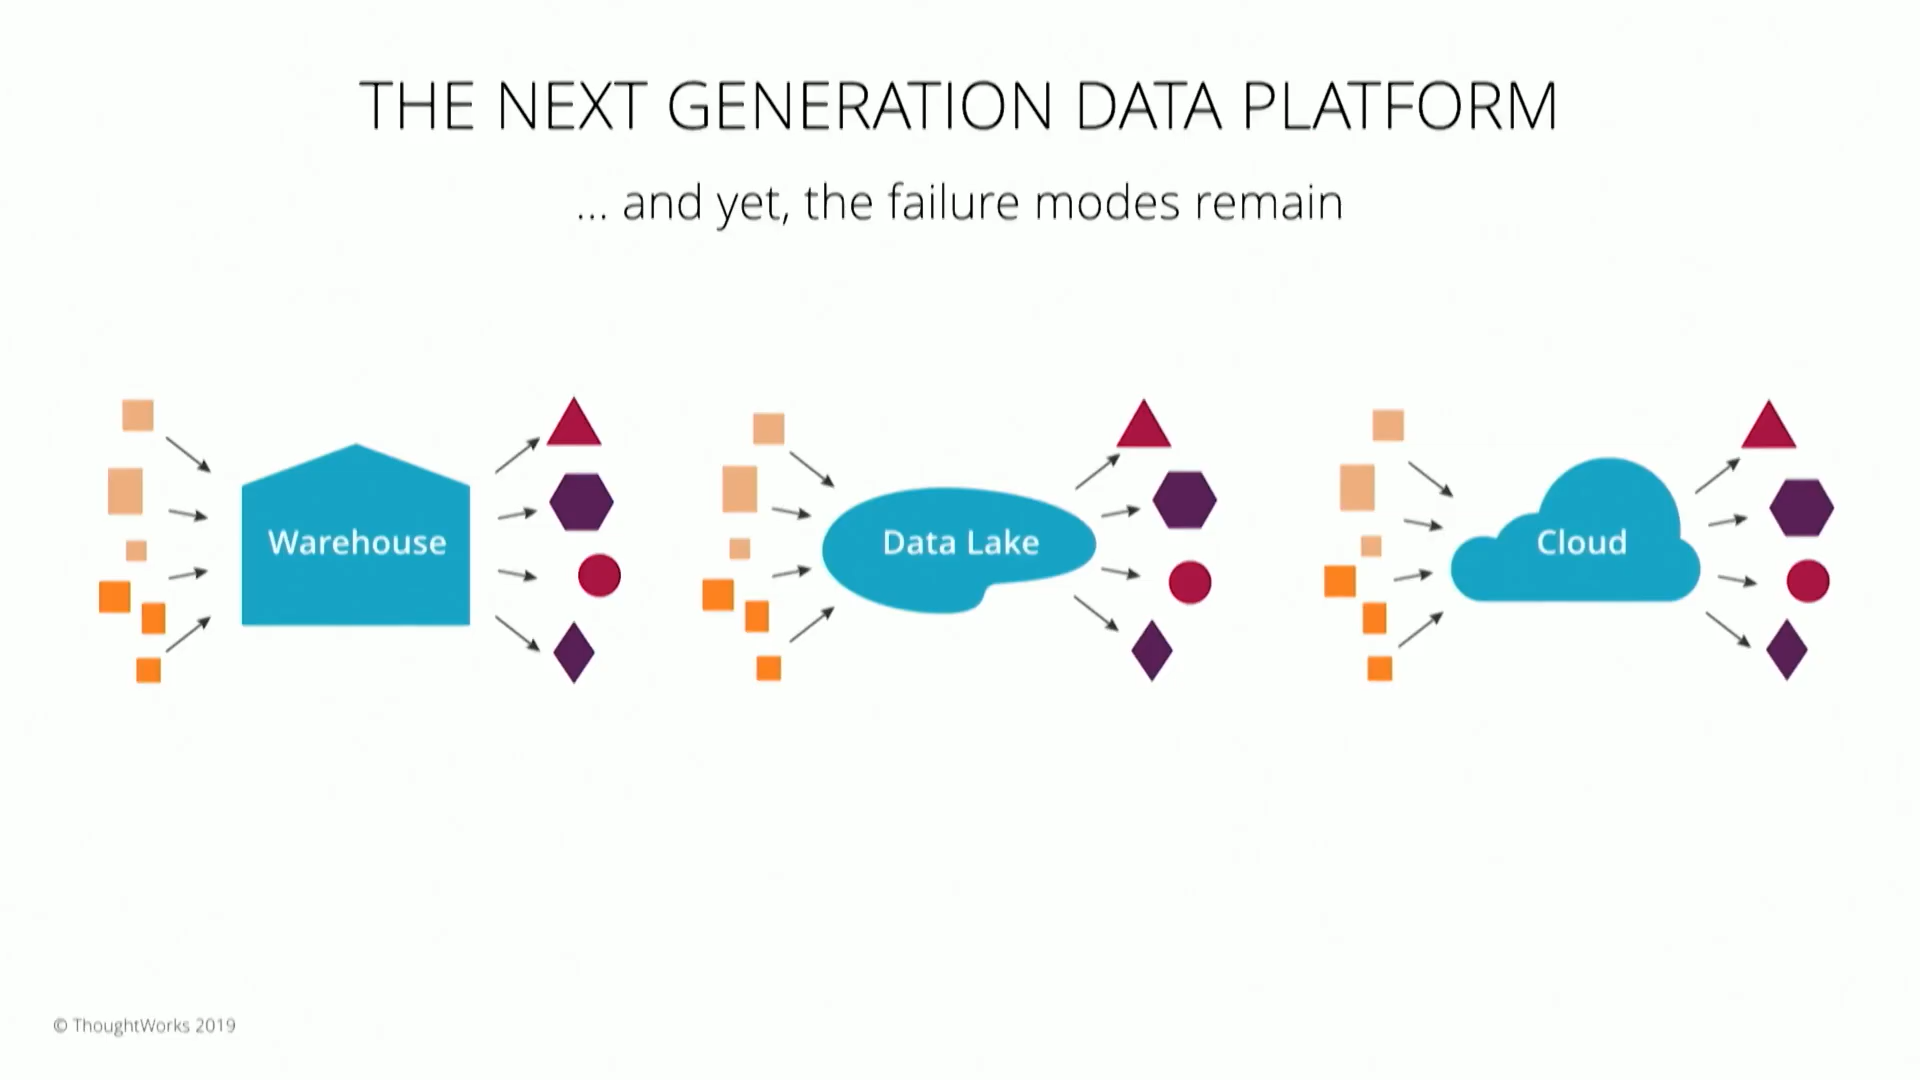 THE NEXT GENERATION DATA PLATFORM
... and yet, the failure modes remain
Warehouse
Data Lake
Cloud
© ThoughtWorks 2019